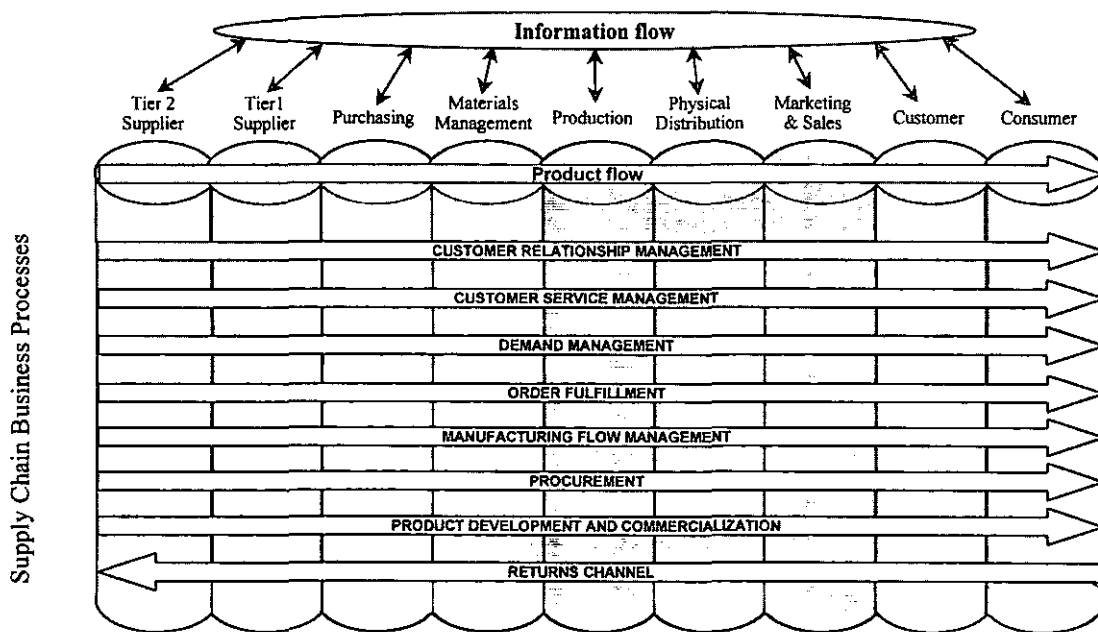 Information flow
Tier 2
Supplier
Tier1
Supplier
Purchasing
Materials
Management
Production
Physical
Distribution
Marketing
& Sales
Customer
Consumer
Product flow
Supply Chain Business Processes
CUSTOMER RELATIONSHIP MANAGEMENT
CUSTOMER SERVICE MANAGEMENT
DEMAND MANAGEMENT
ORDER FULFILLMENT
MANUFACTURING FLOW MANAGEMENT
PROCUREMENT
PRODUCT DEVELOPMENT AND COMMERCIALIZATION
RETURNS CHANNEL